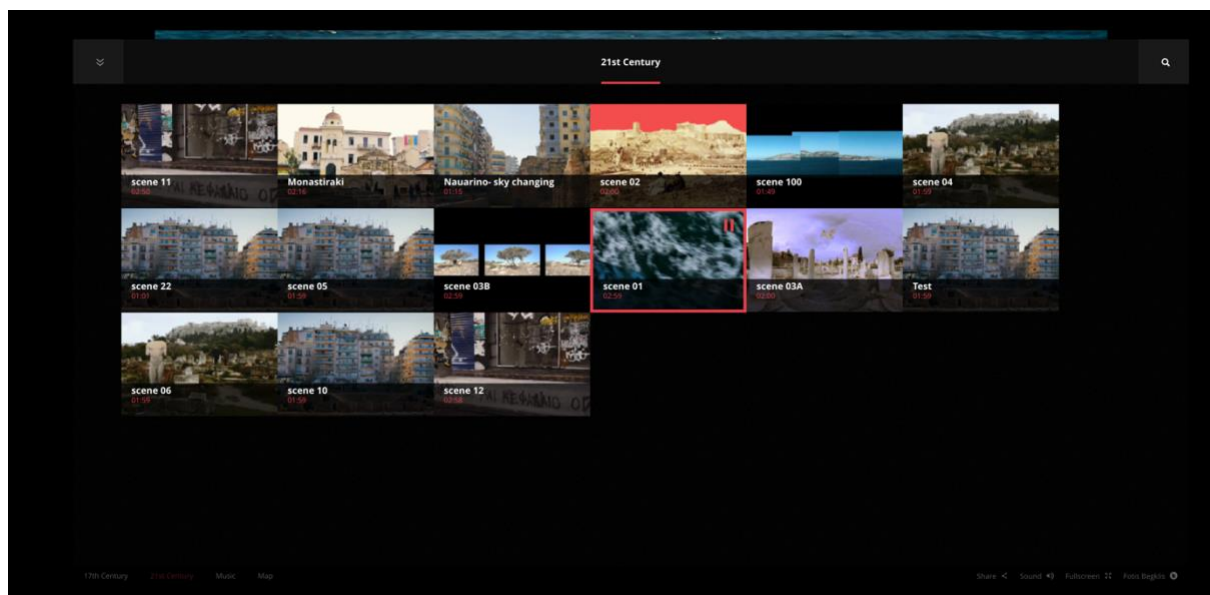 21st Century
scene 11
02:50
Monastiraki
02:16
Nauarino- sky changing
01:15
scene 02
02:00
scene 100
01:49
scene 04
01:59
scene 22
01:01
scene 05
01:59
scene 03B
02:59
scene 01
02:59
scene 03A
02:00
Test
01:59
scene 06
01:59
scene 10
01:59
scene 12
02:58
17th Century
21st Century
Music
Map
Share
Sound
Fullscreen
Fotis Begklis